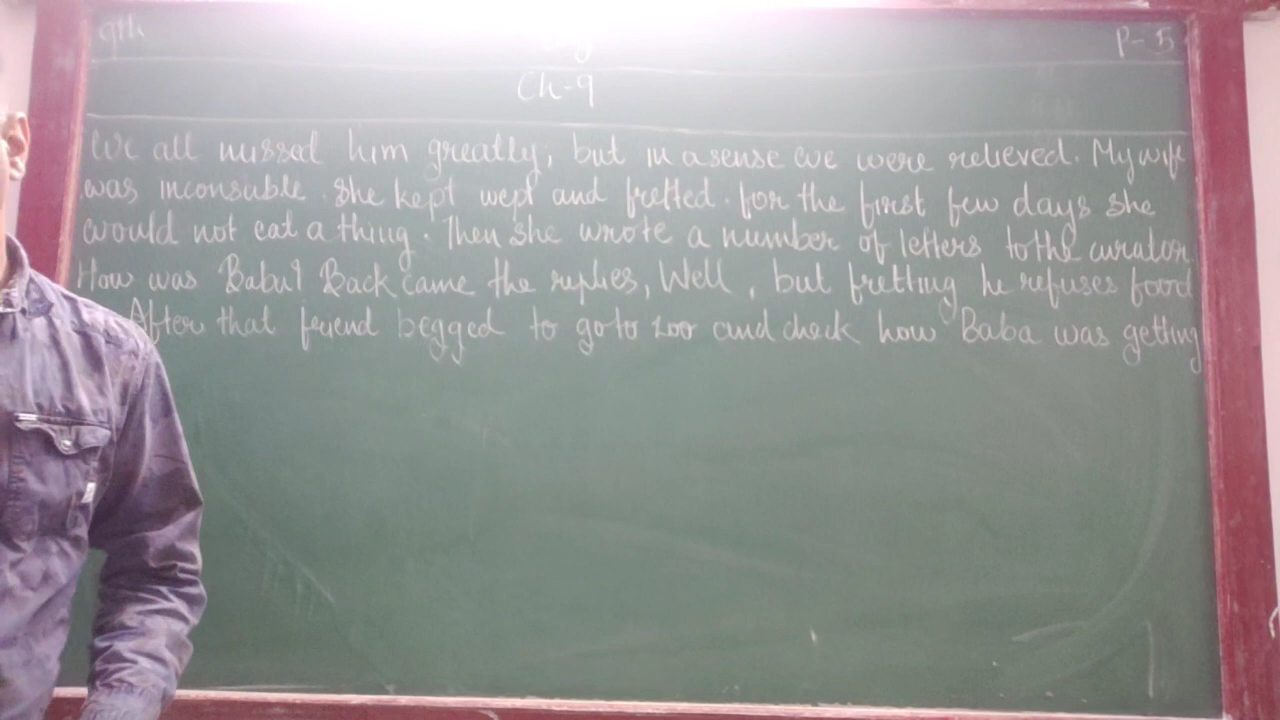 9th
P-5
Ch-9
We all missed him greatly, but in a sense we were relieved. My wife
was inconsable. She kept wept and fretted. for the first few days she
would not eat a thing. Then she wrote a number of letters to the curator.
How was Baba? Back came the replies, Well, but fretting he refuses food
After that friend begged to go to zoo and check how Baba was getting